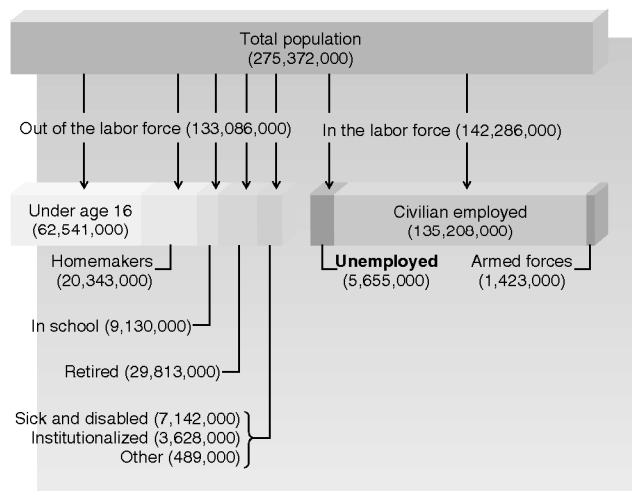 Total population
(275,372,000)
Out of the labor force (133,086,000)
In the labor force (142,286,000)
Under age 16
(62,541,000)
Civilian employed
(135,208,000)
Homemakers
(20,343,000)
Unemployed
(5,655,000)
Armed forces
(1,423,000)
In school (9,130,000)
Retired (29,813,000)
Sick and disabled (7,142,000)
Institutionalized (3,628,000)
Other (489,000)